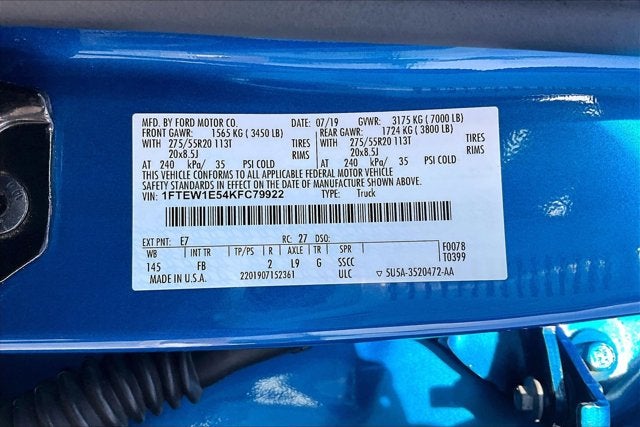 MFD. BY FORD MOTOR CO. DATE: 07/19 GVWR: 3175 KG (7000 LB)
FRONT GAWR: 1565 KG (3450 LB) REAR GAWR: 1724 KG (3800 LB)
WITH 275/55R20 113T TIRES WITH 275/55R20 113T TIRES
20x8.5J RIMS 20x8.5J RIMS
AT 240 kPa/ 35 PSI COLD AT 240 kPa/ 35 PSI COLD
THIS VEHICLE CONFORMS TO ALL APPLICABLE FEDERAL MOTOR VEHICLE
SAFETY STANDARDS IN EFFECT ON THE DATE OF MANUFACTURE SHOWN ABOVE.
VIN: 1FTEW1E54KFC79922 TYPE: Truck
EXT PNT: E7 RC: 27 DSO:
WB INT TR TP/PS R AXLE TR SPR F0078
145 FB 2 L9 G SSCC T0399
MADE IN U.S.A. 2201907152361 ULC 5U5A-3520472-AA